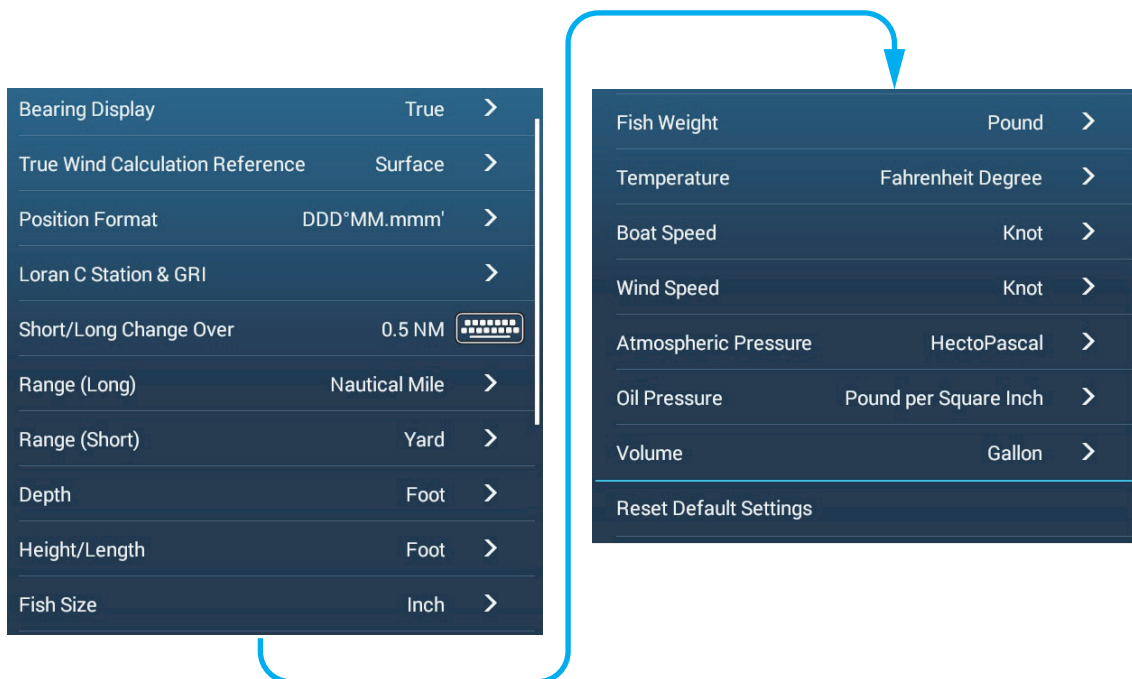 Bearing Display True
True Wind Calculation Reference Surface
Position Format DDD°MM.mmm'
Loran C Station & GRI
Short/Long Change Over 0.5 NM
Range (Long) Nautical Mile
Range (Short) Yard
Depth Foot
Height/Length Foot
Fish Size Inch
Fish Weight Pound
Temperature Fahrenheit Degree
Boat Speed Knot
Wind Speed Knot
Atmospheric Pressure HectoPascal
Oil Pressure Pound per Square Inch
Volume Gallon
Reset Default Settings